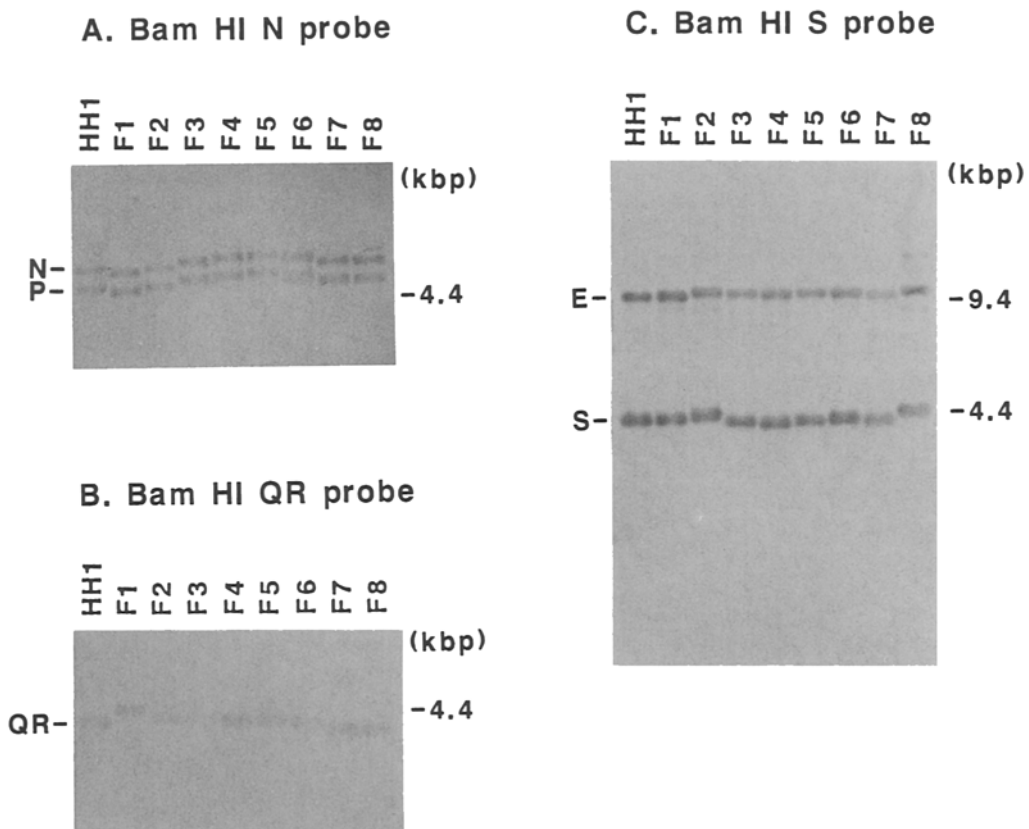 A. Bam HI N probe
HH1 F1 F2 F3 F4 F5 F6 F7 F8
(kbp)
N-
P-
-4.4
B. Bam HI QR probe
HH1 F1 F2 F3 F4 F5 F6 F7 F8
(kbp)
QR-
-4.4
C. Bam HI S probe
HH1 F1 F2 F3 F4 F5 F6 F7 F8
(kbp)
E-
-9.4
S-
-4.4